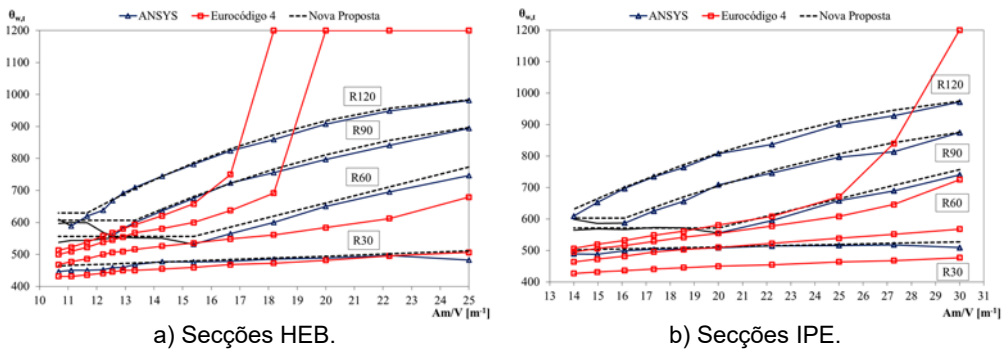 θw,t
ANSYS Eurocódigo 4 Nova Proposta
1200
1100
1000
900
800
700
600
500
400
R120
R90
R60
R30
10 11 12 13 14 15 16 17 18 19 20 21 22 23 24 25
Am/V [m-1]
a) Secções HEB.
θw,t
ANSYS Eurocódigo 4 Nova Proposta
1200
1100
1000
900
800
700
600
500
400
300
R120
R90
R60
R30
13 14 15 16 17 18 19 20 21 22 23 24 25 26 27 28 29 30
Am/V [m-1]
b) Secções IPE.